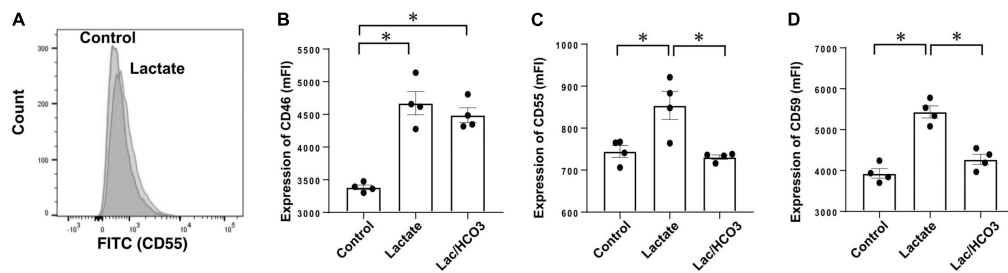 A
Control
Lactate
Count
300
200
100
0
-10³ 0 10³ 10⁴ 10⁵
FITC (CD55)
B
* 
*
Expression of CD46 (mFI)
5500
5000
4500
4000
3500
3000
Control
Lactate
Lac/HCO3
C
* *
Expression of CD55 (mFI)
1000
900
800
700
600
Control
Lactate
Lac/HCO3
D
* *
Expression of CD59 (mFI)
7000
6000
5000
4000
3000
Control
Lactate
Lac/HCO3